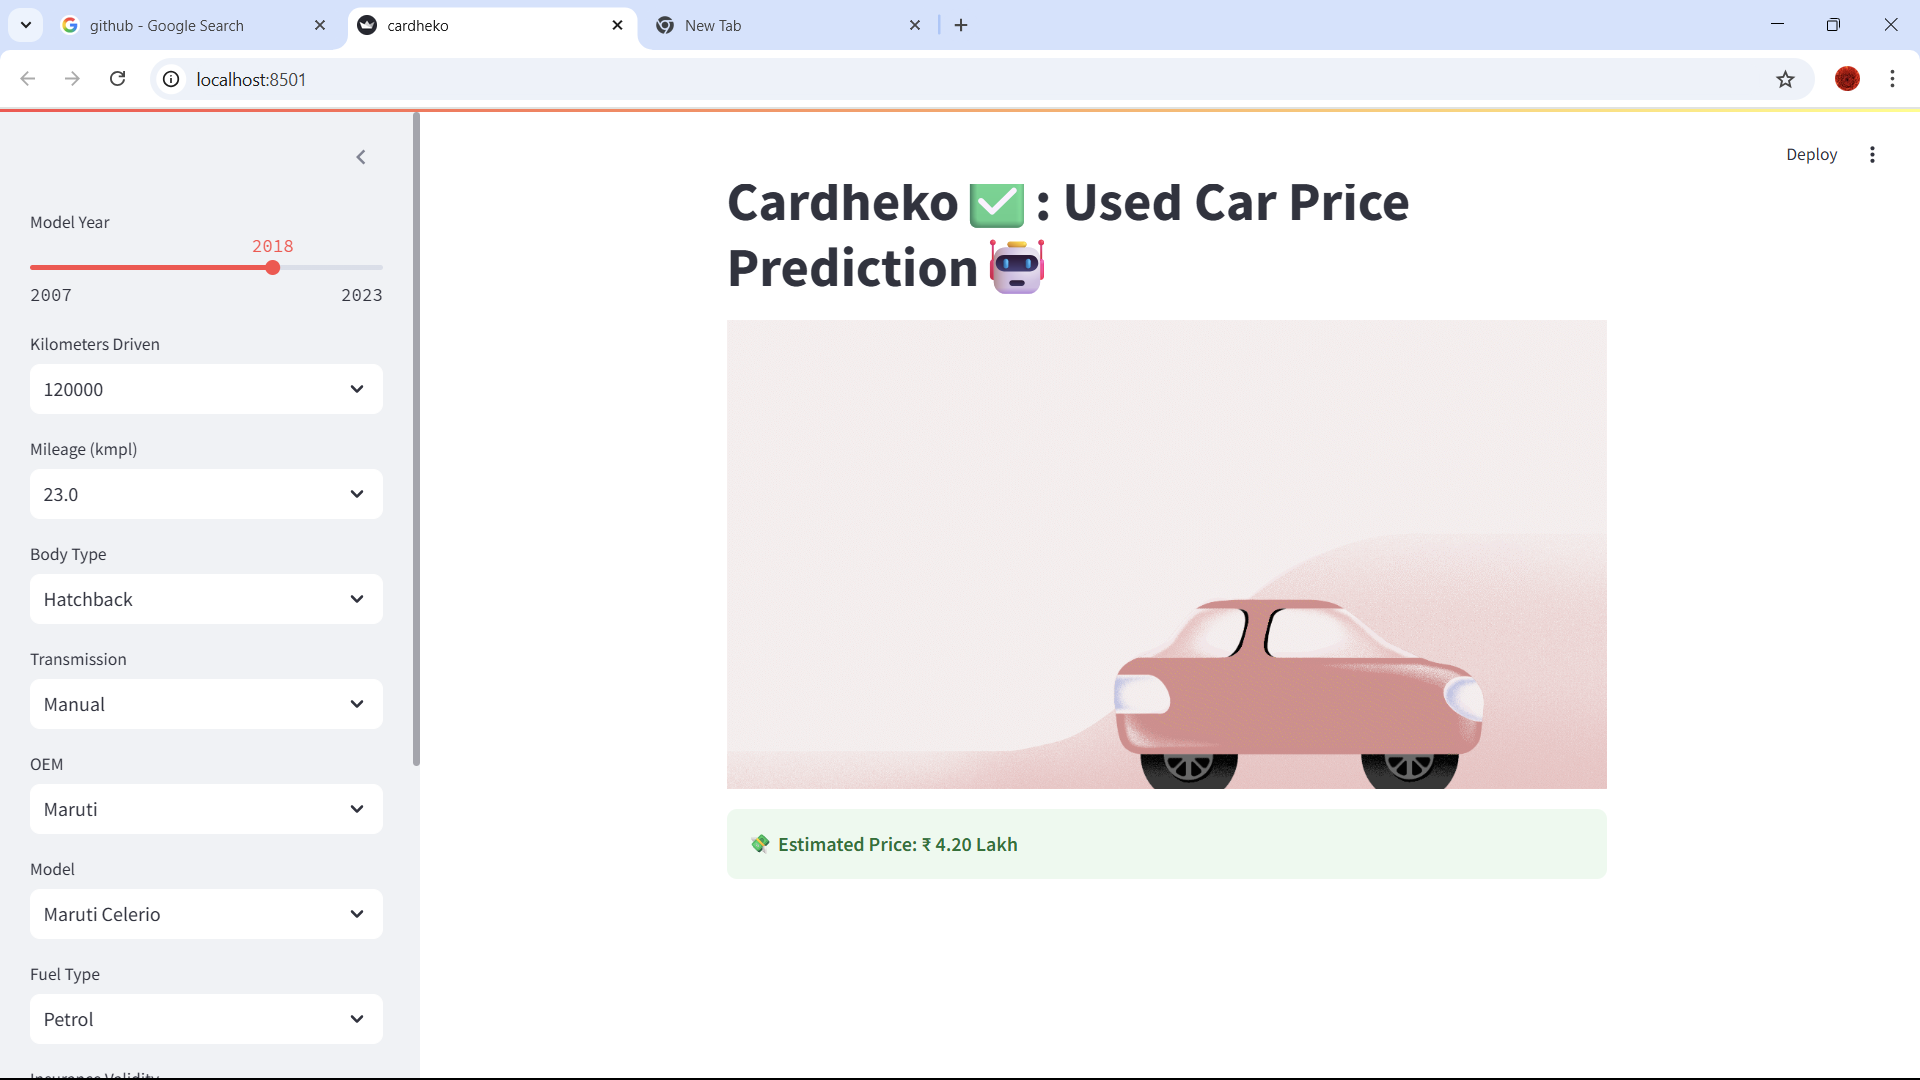 github - Google Search
cardheko
New Tab
localhost:8501
Deploy
Model Year
2018
2007
2023
Kilometers Driven
120000
Mileage (kmpl)
23.0
Body Type
Hatchback
Transmission
Manual
OEM
Maruti
Model
Maruti Celerio
Fuel Type
Petrol
Insurance Validity
Cardheko ✅ : Used Car Price
Prediction 🤖
💸 Estimated Price: ₹ 4.20 Lakh